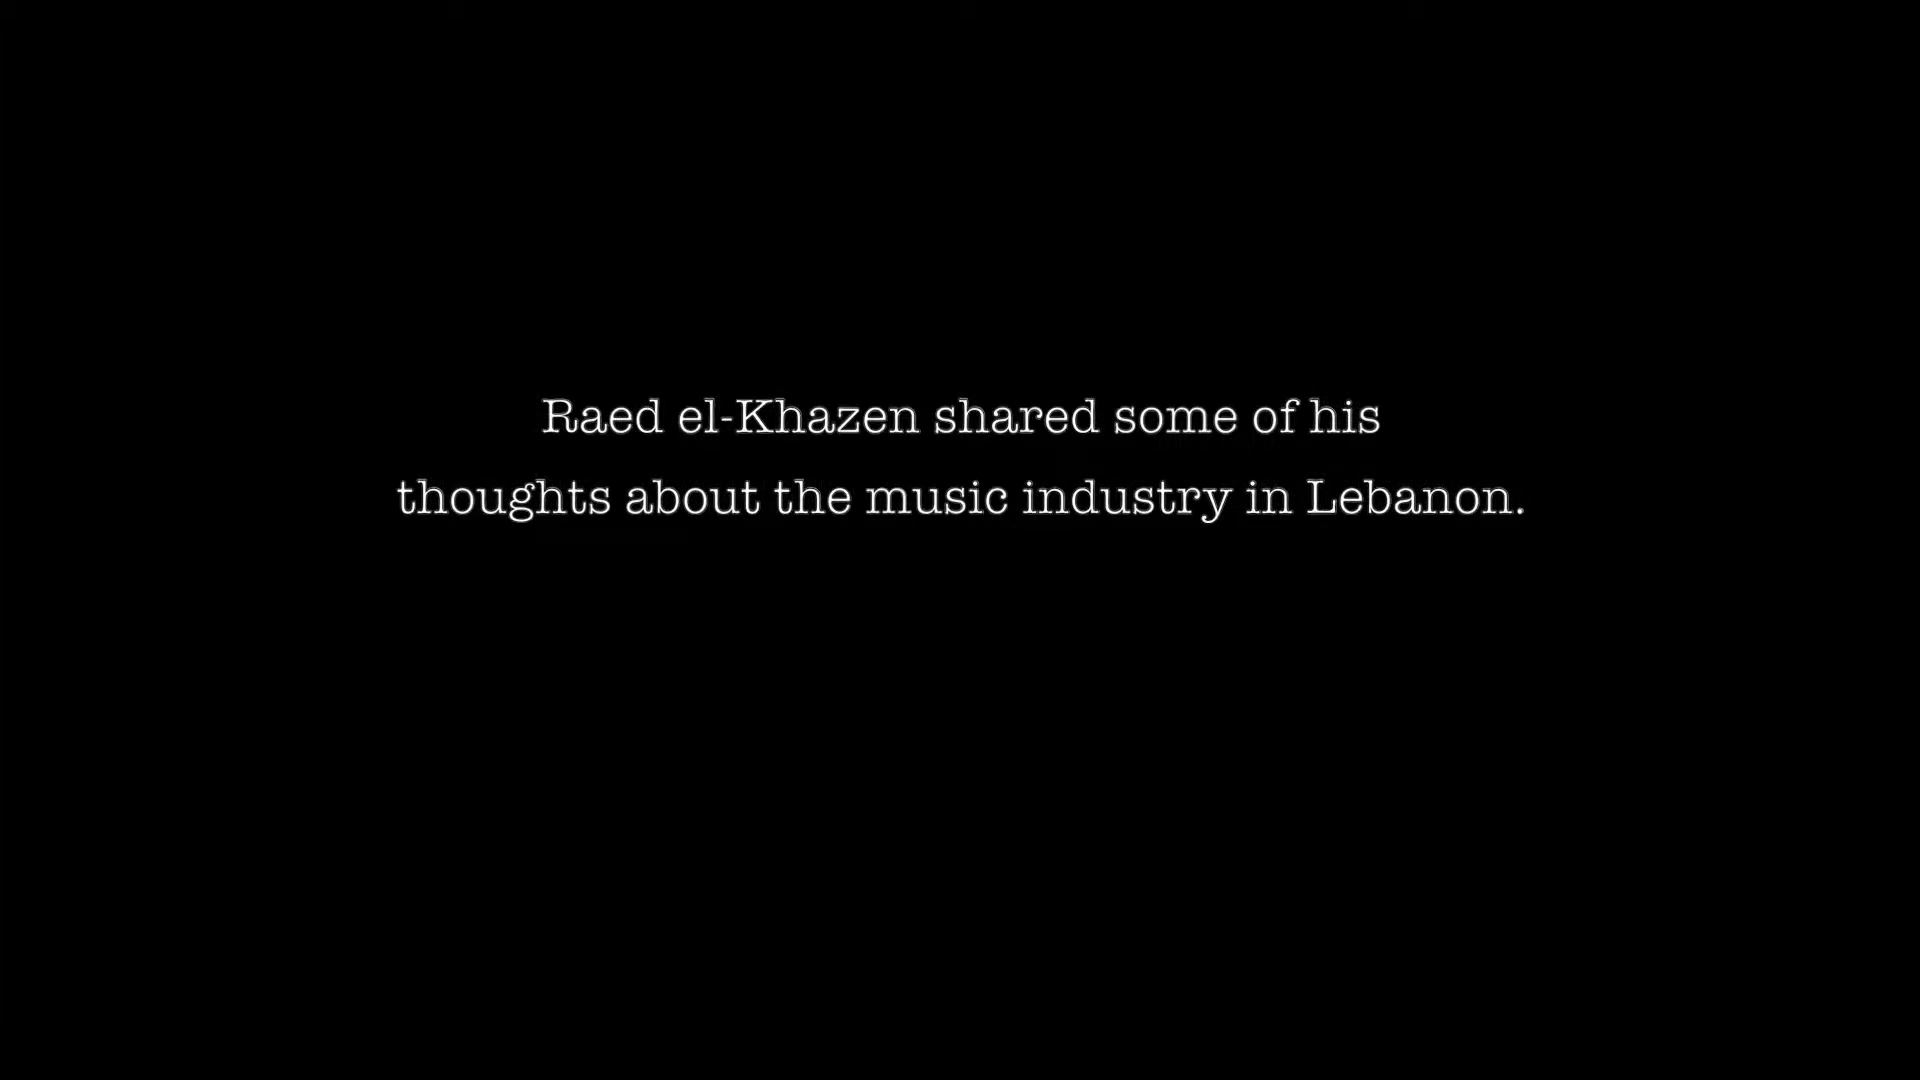 Raed el-Khazen shared some of his
thoughts about the music industry in Lebanon.